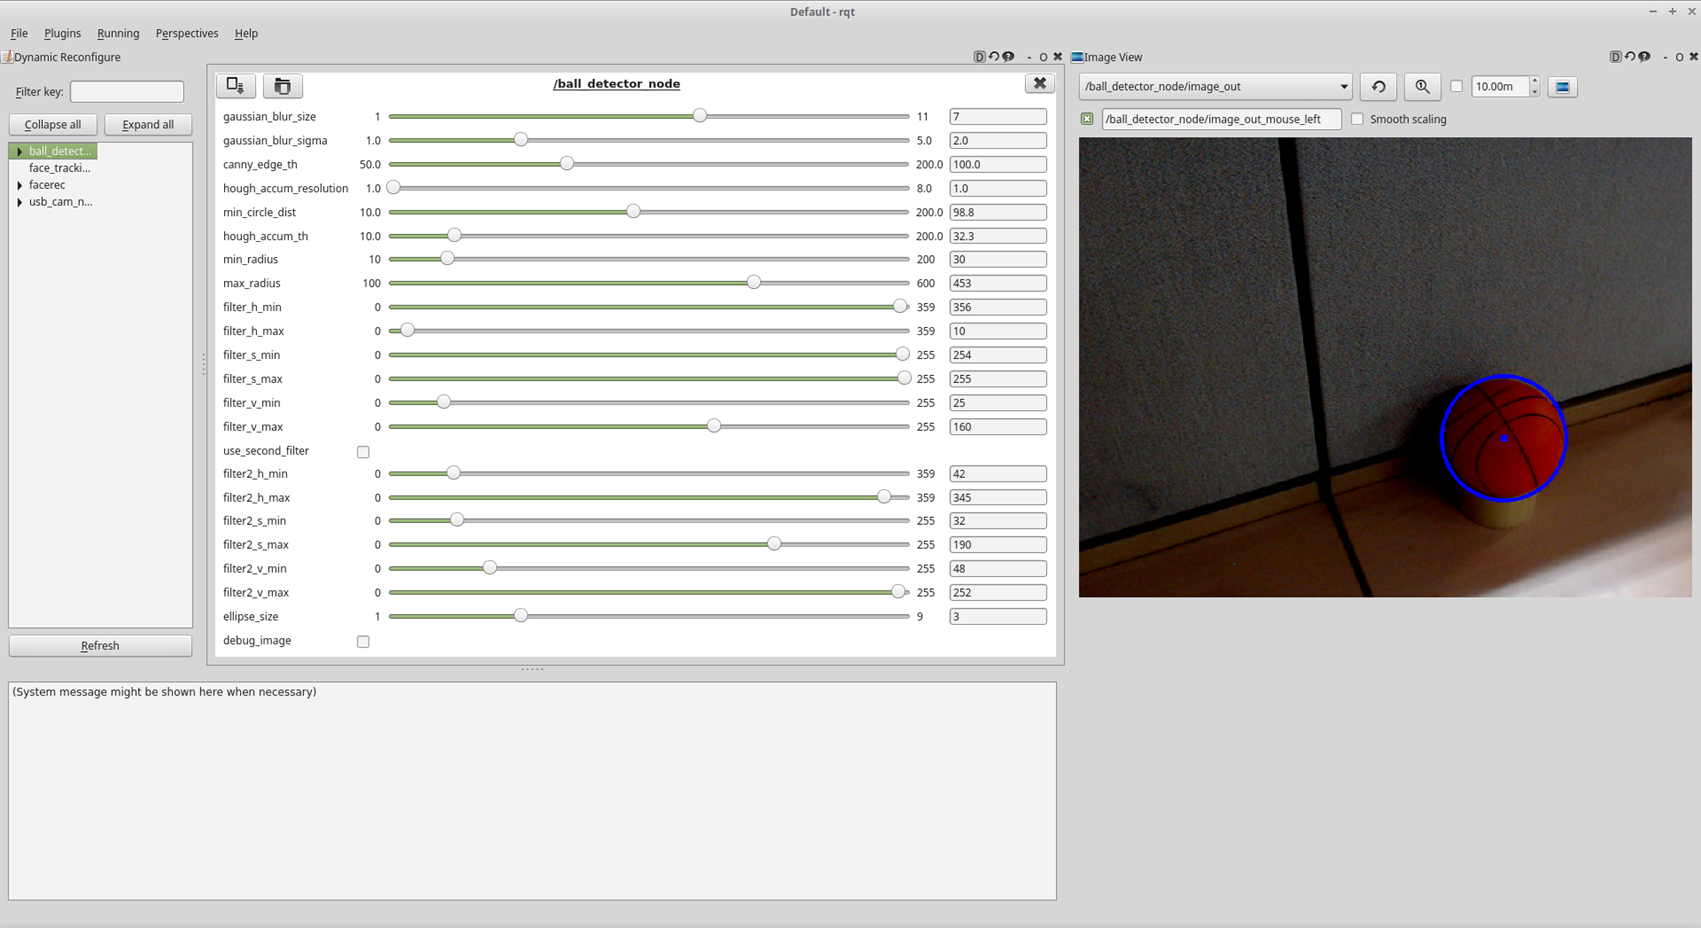 Default - rqt
File Plugins Running Perspectives Help
Dynamic Reconfigure
D
- O
Image View
D
- O
Filter key:
Collapse all Expand all
ball_detect...
face_tracki...
facerec
usb_cam_n...
Refresh
/ball_detector_node
gaussian_blur_size 1 11 7
gaussian_blur_sigma 1.0 5.0 2.0
canny_edge_th 50.0 200.0 100.0
hough_accum_resolution 1.0 8.0 1.0
min_circle_dist 10.0 200.0 98.8
hough_accum_th 10.0 200.0 32.3
min_radius 10 200 30
max_radius 100 600 453
filter_h_min 0 359 356
filter_h_max 0 359 10
filter_s_min 0 255 254
filter_s_max 0 255 255
filter_v_min 0 255 25
filter_v_max 0 255 160
use_second_filter
filter2_h_min 0 359 42
filter2_h_max 0 359 345
filter2_s_min 0 255 32
filter2_s_max 0 255 190
filter2_v_min 0 255 48
filter2_v_max 0 255 252
ellipse_size 1 9 3
debug_image
(System message might be shown here when necessary)
/ball_detector_node/image_out
10.00m
/ball_detector_node/image_out_mouse_left
Smooth scaling